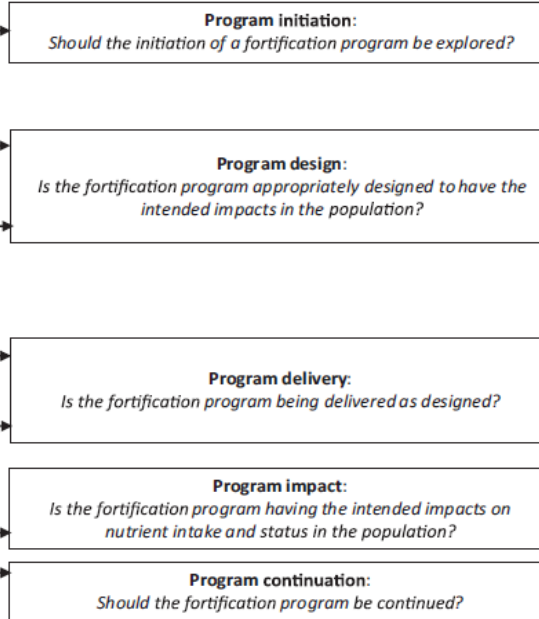 Program initiation:
Should the initiation of a fortification program be explored?
Program design:
Is the fortification program appropriately designed to have the
intended impacts in the population?
Program delivery:
Is the fortification program being delivered as designed?
Program impact:
Is the fortification program having the intended impacts on
nutrient intake and status in the population?
Program continuation:
Should the fortification program be continued?